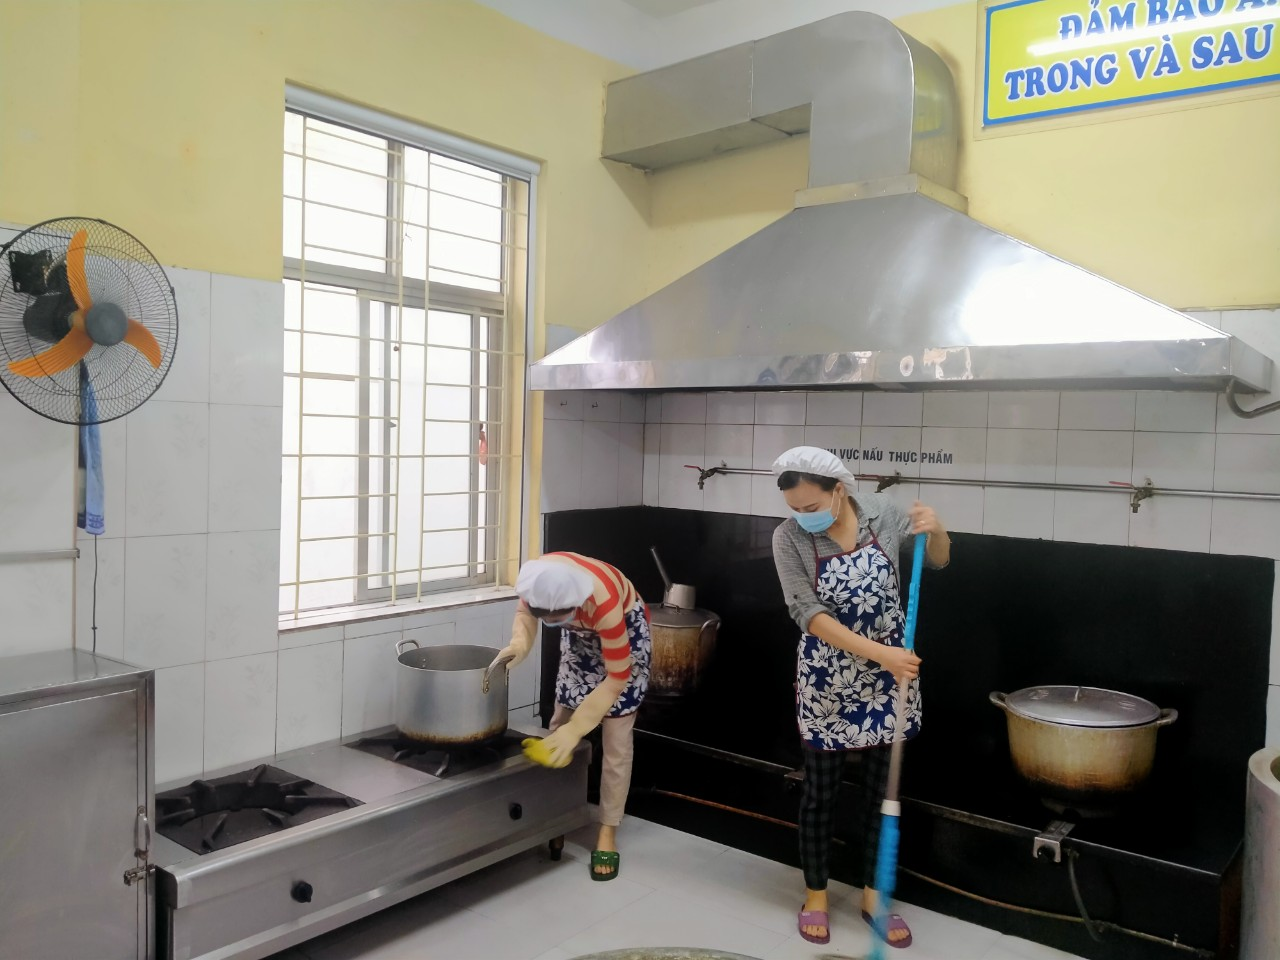 ĐẢM BẢO A
TRONG VÀ SAU
VỰC NẤU THỰC PHẨM